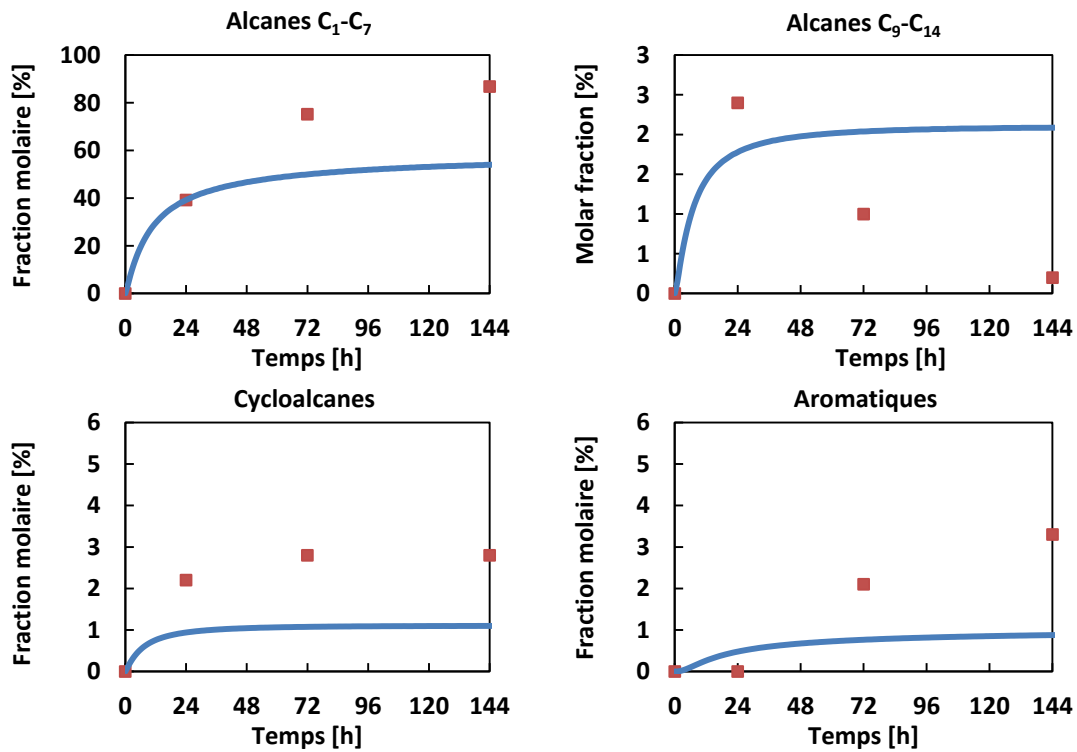 Alcanes C₁-C₇
Fraction molaire [%]
100
80
60
40
20
0
0 24 48 72 96 120 144
Temps [h]
Alcanes C₉-C₁₄
Molar fraction [%]
3
3
2
2
1
1
0
0 24 48 72 96 120 144
Temps [h]
Cycloalcanes
Fraction molaire [%]
6
5
4
3
2
1
0
0 24 48 72 96 120 144
Temps [h]
Aromatiques
Fraction molaire [%]
6
5
4
3
2
1
0
0 24 48 72 96 120 144
Temps [h]